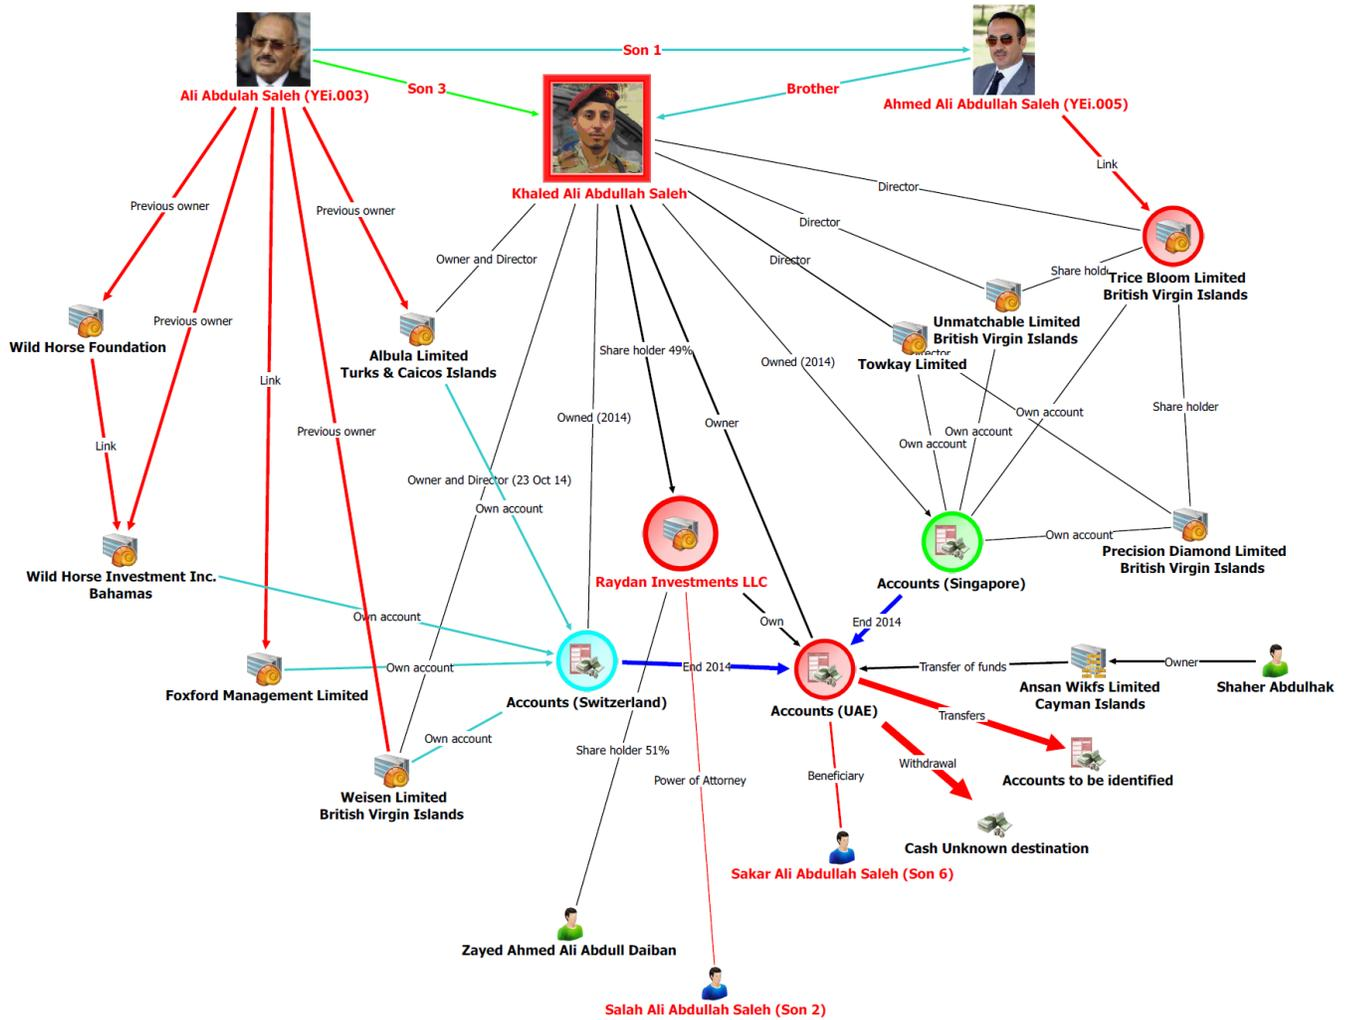 Son 1
Son 3
Brother
Ali Abdulah Saleh (YEi.003)
Ahmed Ali Abdullah Saleh (YEi.005)
Khaled Ali Abdullah Saleh
Link
Director
Previous owner
Previous owner
Director
Owner and Director
Director
Share hold
Trice Bloom Limited
British Virgin Islands
Previous owner
Unmatchable Limited
British Virgin Islands
Wild Horse Foundation
Albula Limited
Turks & Caicos Islands
Share holder 49%
Director
Towkay Limited
Owned (2014)
Link
Own account
Share holder
Owned (2014)
Owner
Previous owner
Own account
Own account
Link
Owner and Director (23 Oct 14)
Own account
Own account
Precision Diamond Limited
British Virgin Islands
Wild Horse Investment Inc.
Bahamas
Raydan Investments LLC
Accounts (Singapore)
Own account
Own
End 2014
Own account
End 2014
Transfer of funds
Owner
Foxford Management Limited
Ansan Wikfs Limited
Cayman Islands
Shaher Abdulhak
Accounts (Switzerland)
Accounts (UAE)
Transfers
Own account
Share holder 51%
Withdrawal
Power of Attorney
Beneficiary
Accounts to be identified
Weisen Limited
British Virgin Islands
Cash Unknown destination
Sakar Ali Abdullah Saleh (Son 6)
Zayed Ahmed Ali Abdull Daiban
Salah Ali Abdullah Saleh (Son 2)